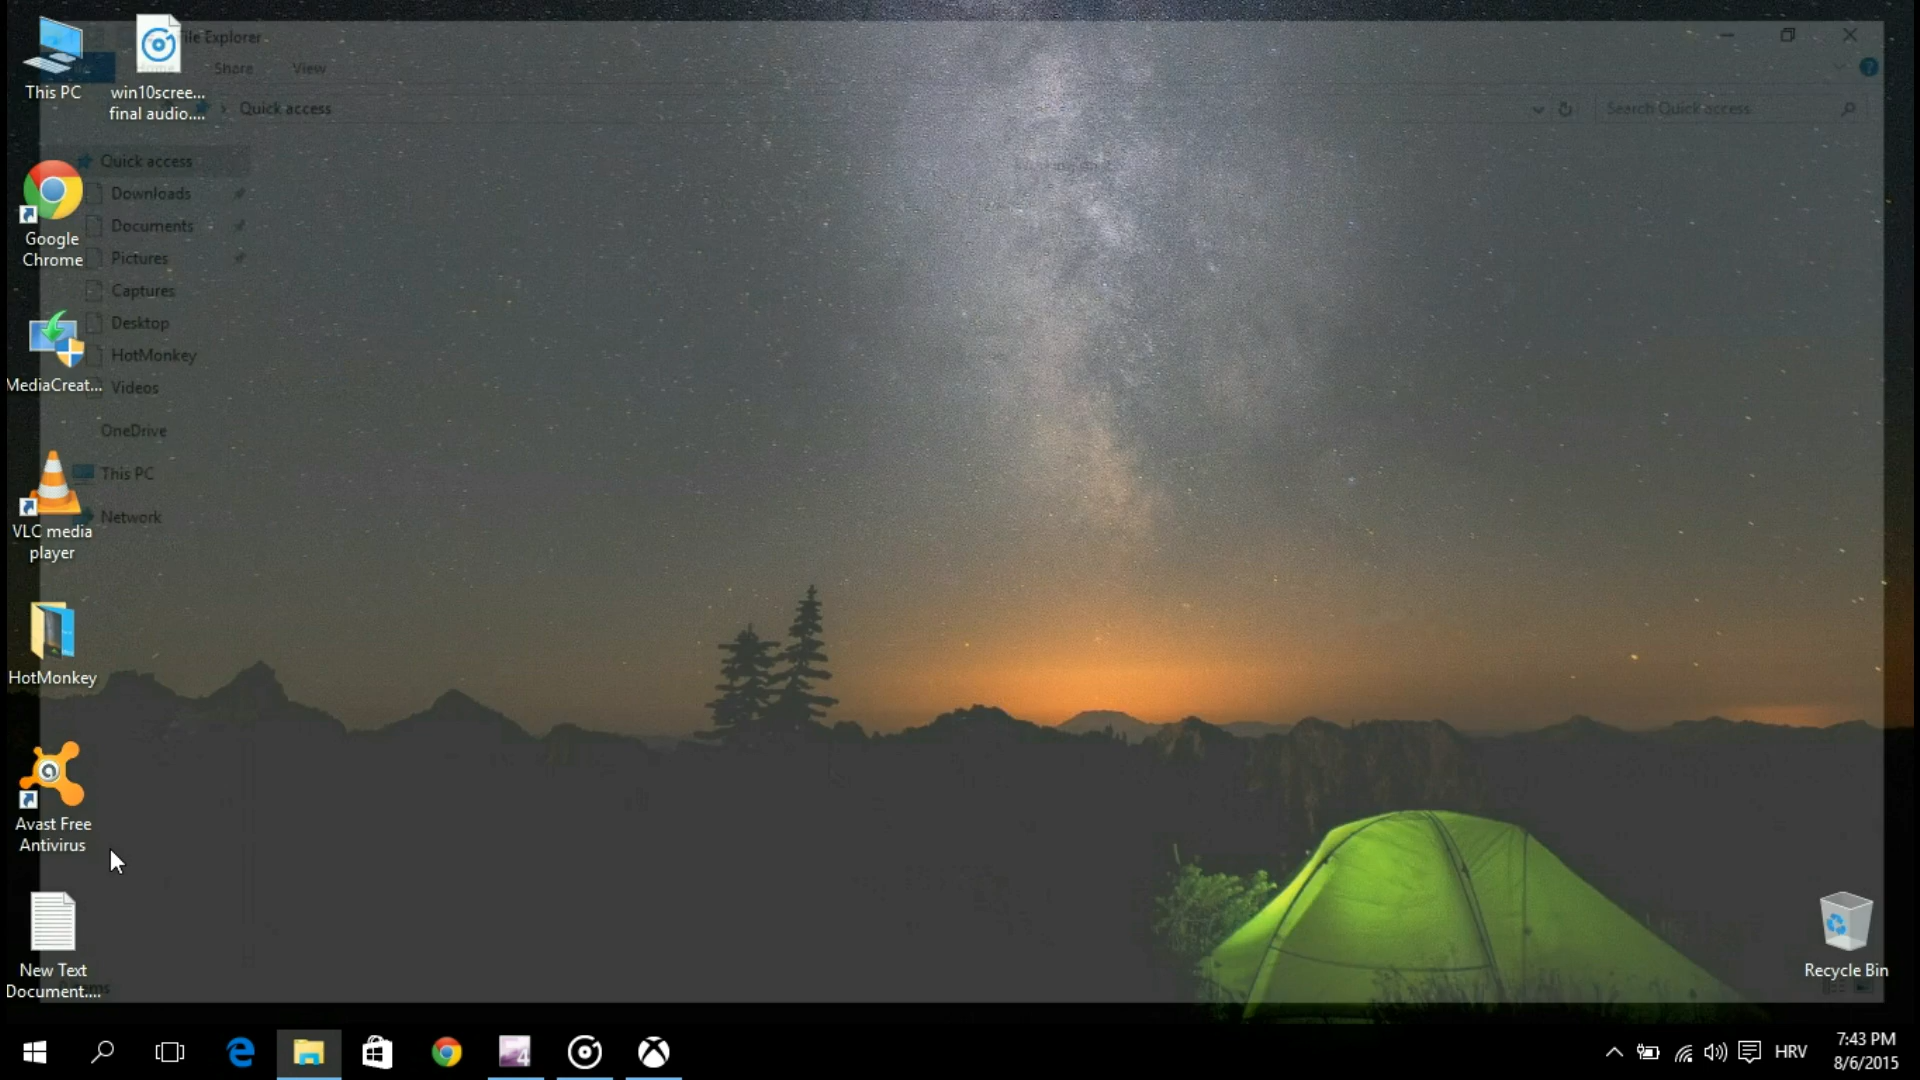 This PC
win10scree...
final audio....
File Explorer
Share
View
Quick access
Search Quick access
Quick access
Downloads
Documents
Pictures
Captures
Desktop
HotMonkey
Videos
OneDrive
This PC
Network
Google
Chrome
MediaCreat...
VLC media
player
HotMonkey
Avast Free
Antivirus
New Text
Document....
Recycle Bin
HRV
7:43 PM
8/6/2015